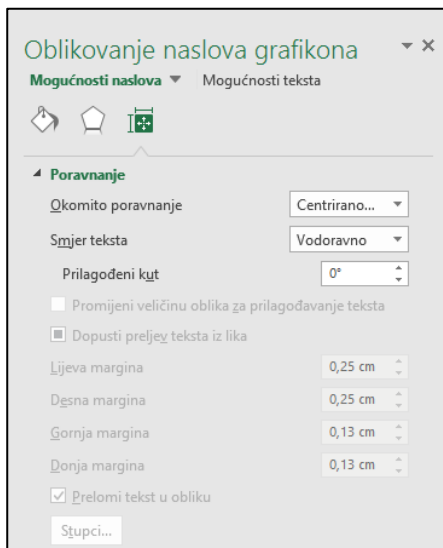 Oblikovanje naslova grafikona
Mogućnosti naslova Mogućnosti teksta
Poravnanje
Okomito poravnanje Centrirano...
Smjer teksta Vodoravno
Prilagođeni kut 0°
Promijeni veličinu oblika za prilagođavanje teksta
Dopusti preljev teksta iz lika
Lijeva margina 0,25 cm
Desna margina 0,25 cm
Gornja margina 0,13 cm
Donja margina 0,13 cm
Prelomi tekst u obliku
Stupci...